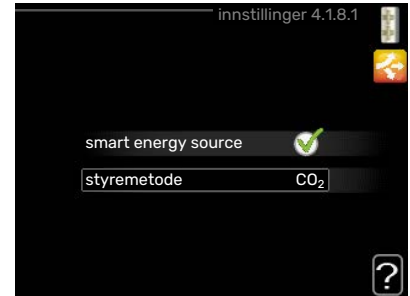 innstillinger 4.1.8.1
smart energy source
styremetode CO₂
?